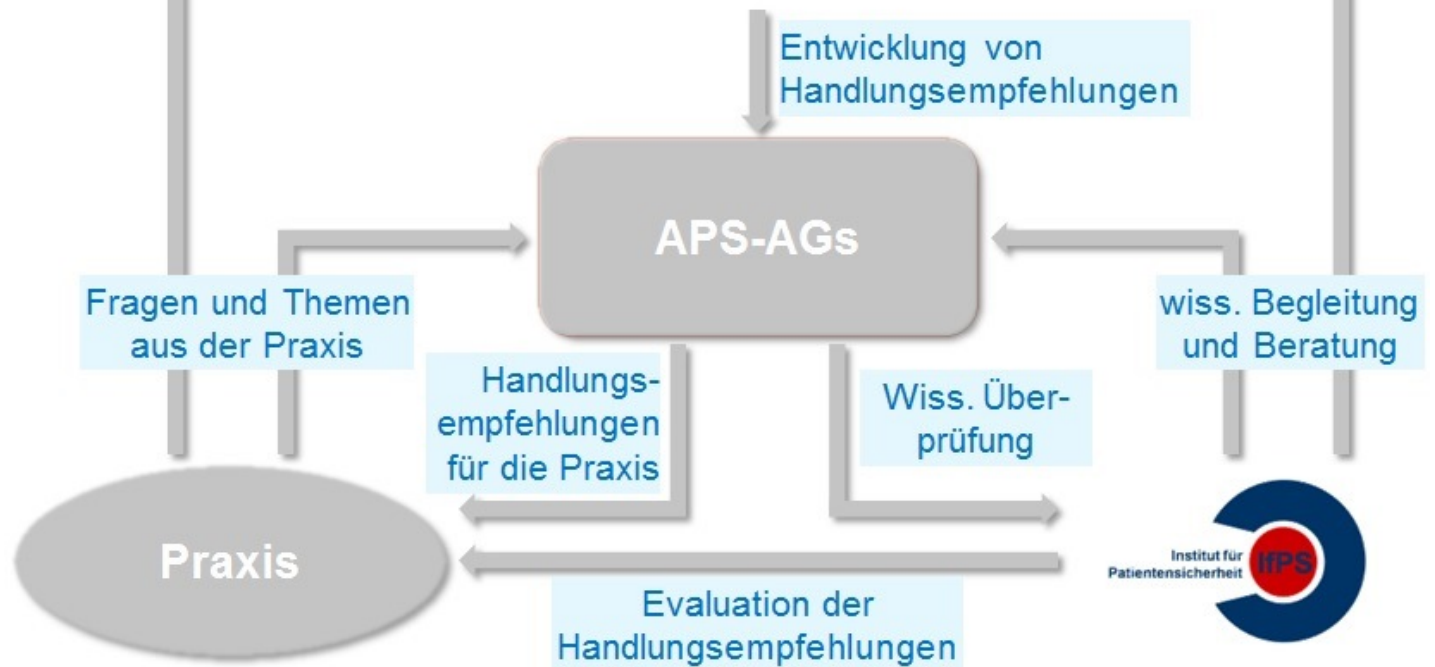 Entwicklung von
Handlungsempfehlungen
APS-AGs
Fragen und Themen
aus der Praxis
wiss. Begleitung
und Beratung
Handlungs-
empfehlungen
für die Praxis
Wiss. Über-
prüfung
Praxis
Institut für
Patientensicherheit
IfPS
Evaluation der
Handlungsempfehlungen